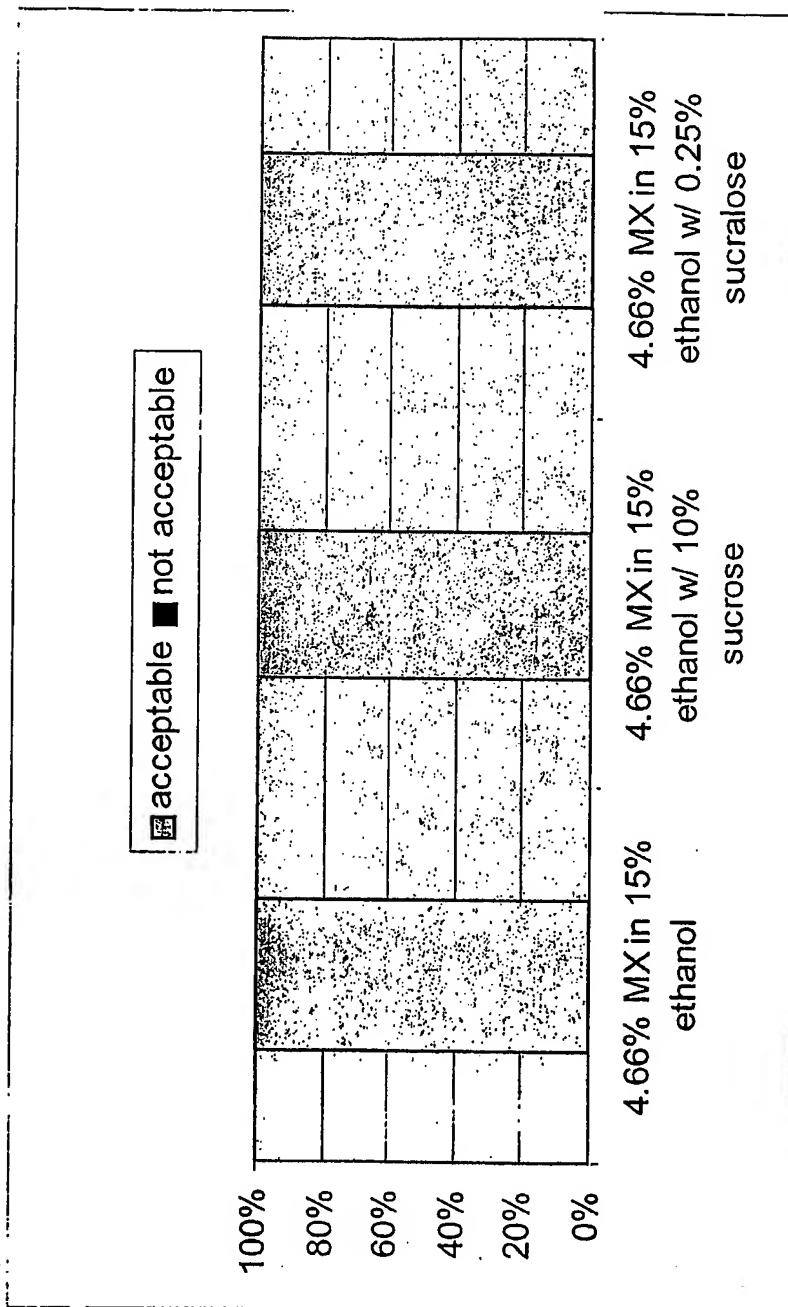 acceptable not acceptable
100%
80%
60%
40%
20%
0%
4.66% MX in 15%
ethanol
4.66% MX in 15%
ethanol w/ 10%
sucrose
4.66% MX in 15%
ethanol w/ 0.25%
sucralose